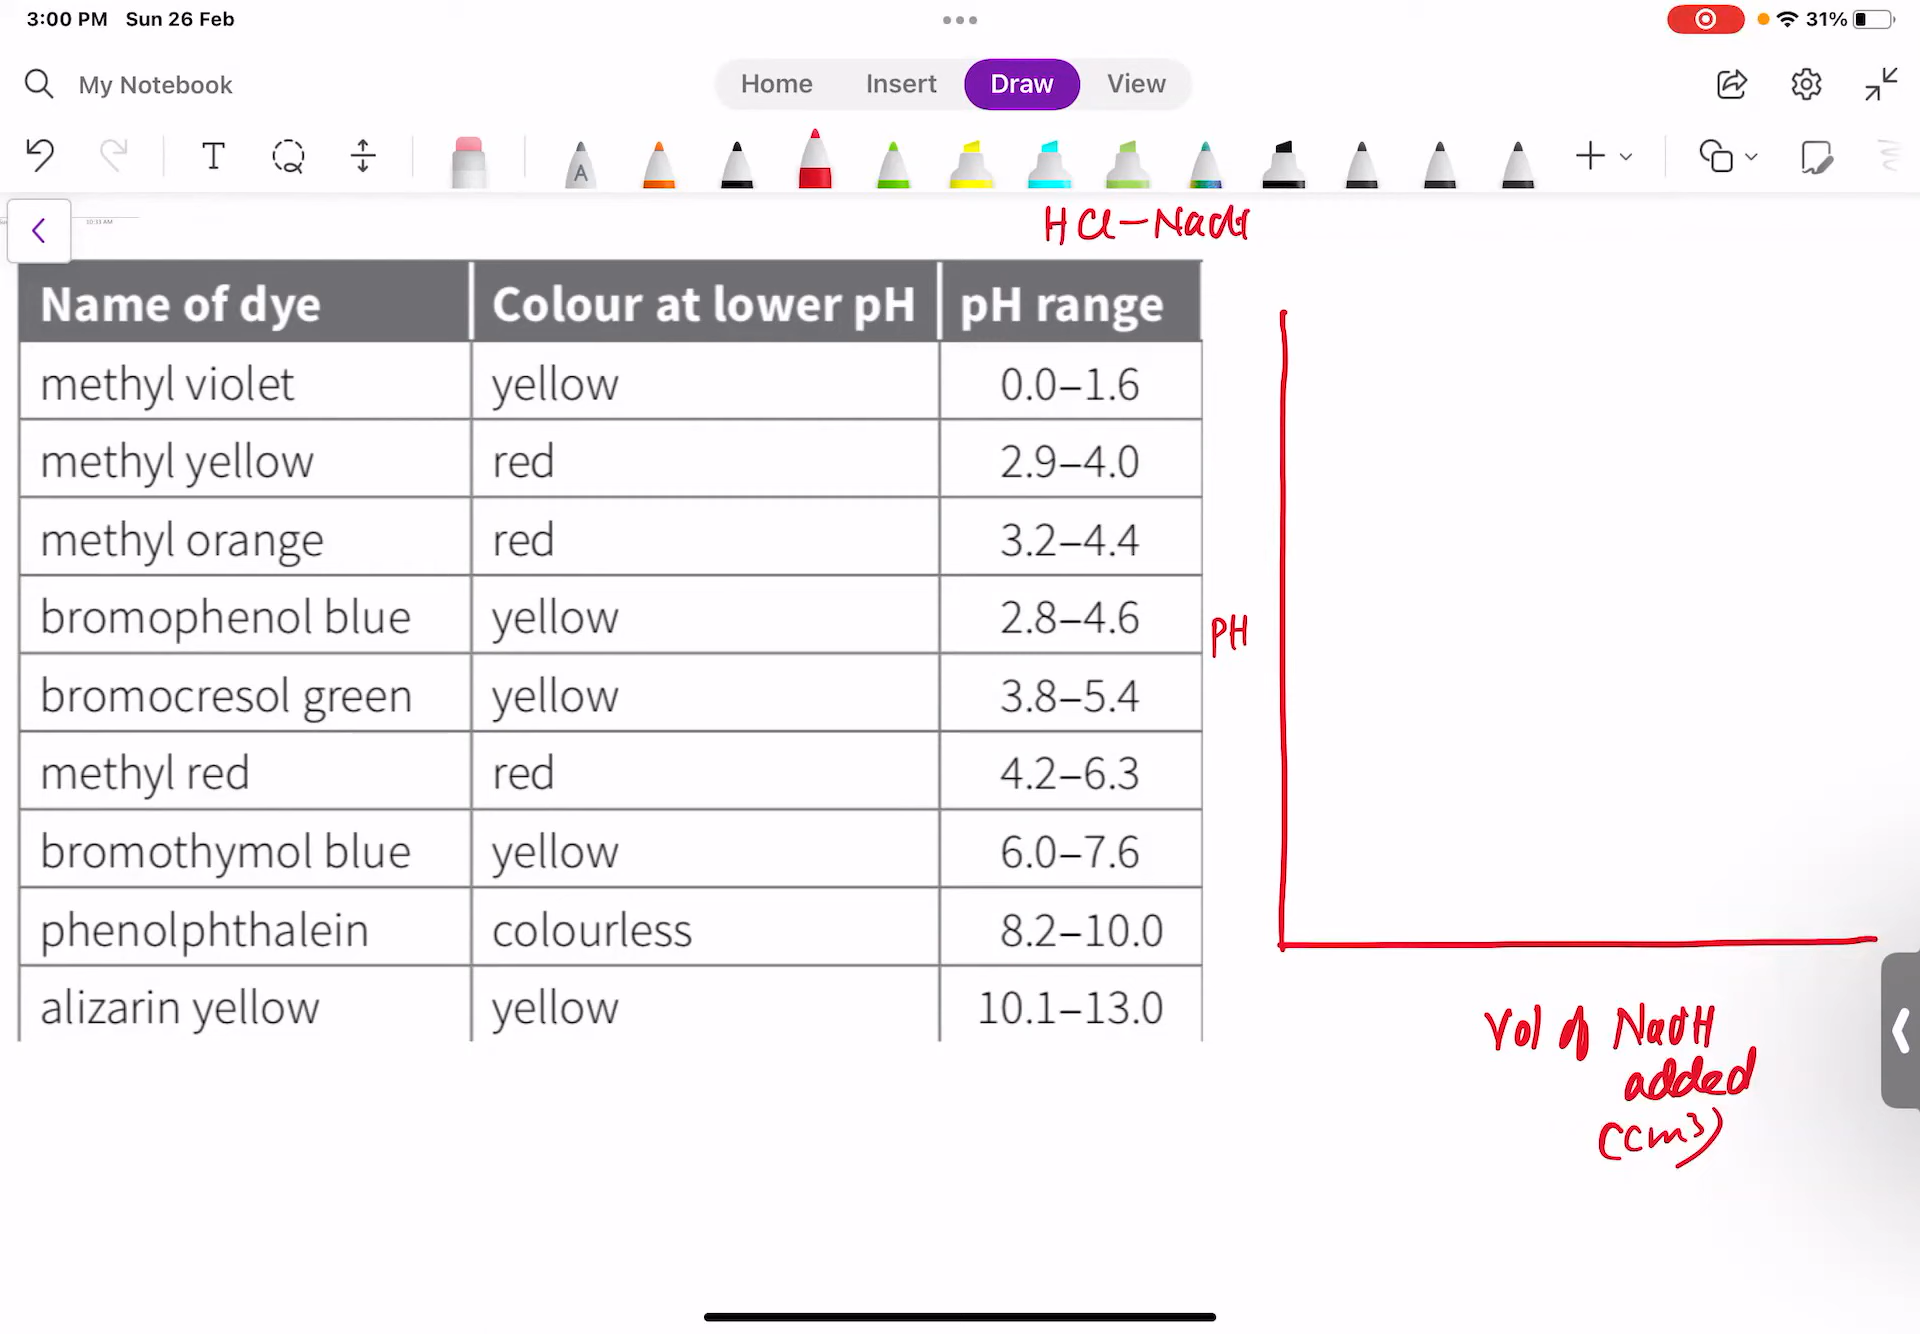 3:00 PM Sun 26 Feb
31%
My Notebook
Home Insert Draw View
T
A
10:33 AM
HCl - NaOH
Name of dye Colour at lower pH pH range
methyl violet yellow 0.0–1.6
methyl yellow red 2.9–4.0
methyl orange red 3.2–4.4
bromophenol blue yellow 2.8–4.6
bromocresol green yellow 3.8–5.4
methyl red red 4.2–6.3
bromothymol blue yellow 6.0–7.6
phenolphthalein colourless 8.2–10.0
alizarin yellow yellow 10.1–13.0
PH
Vol of NaOH
added
(cm3)